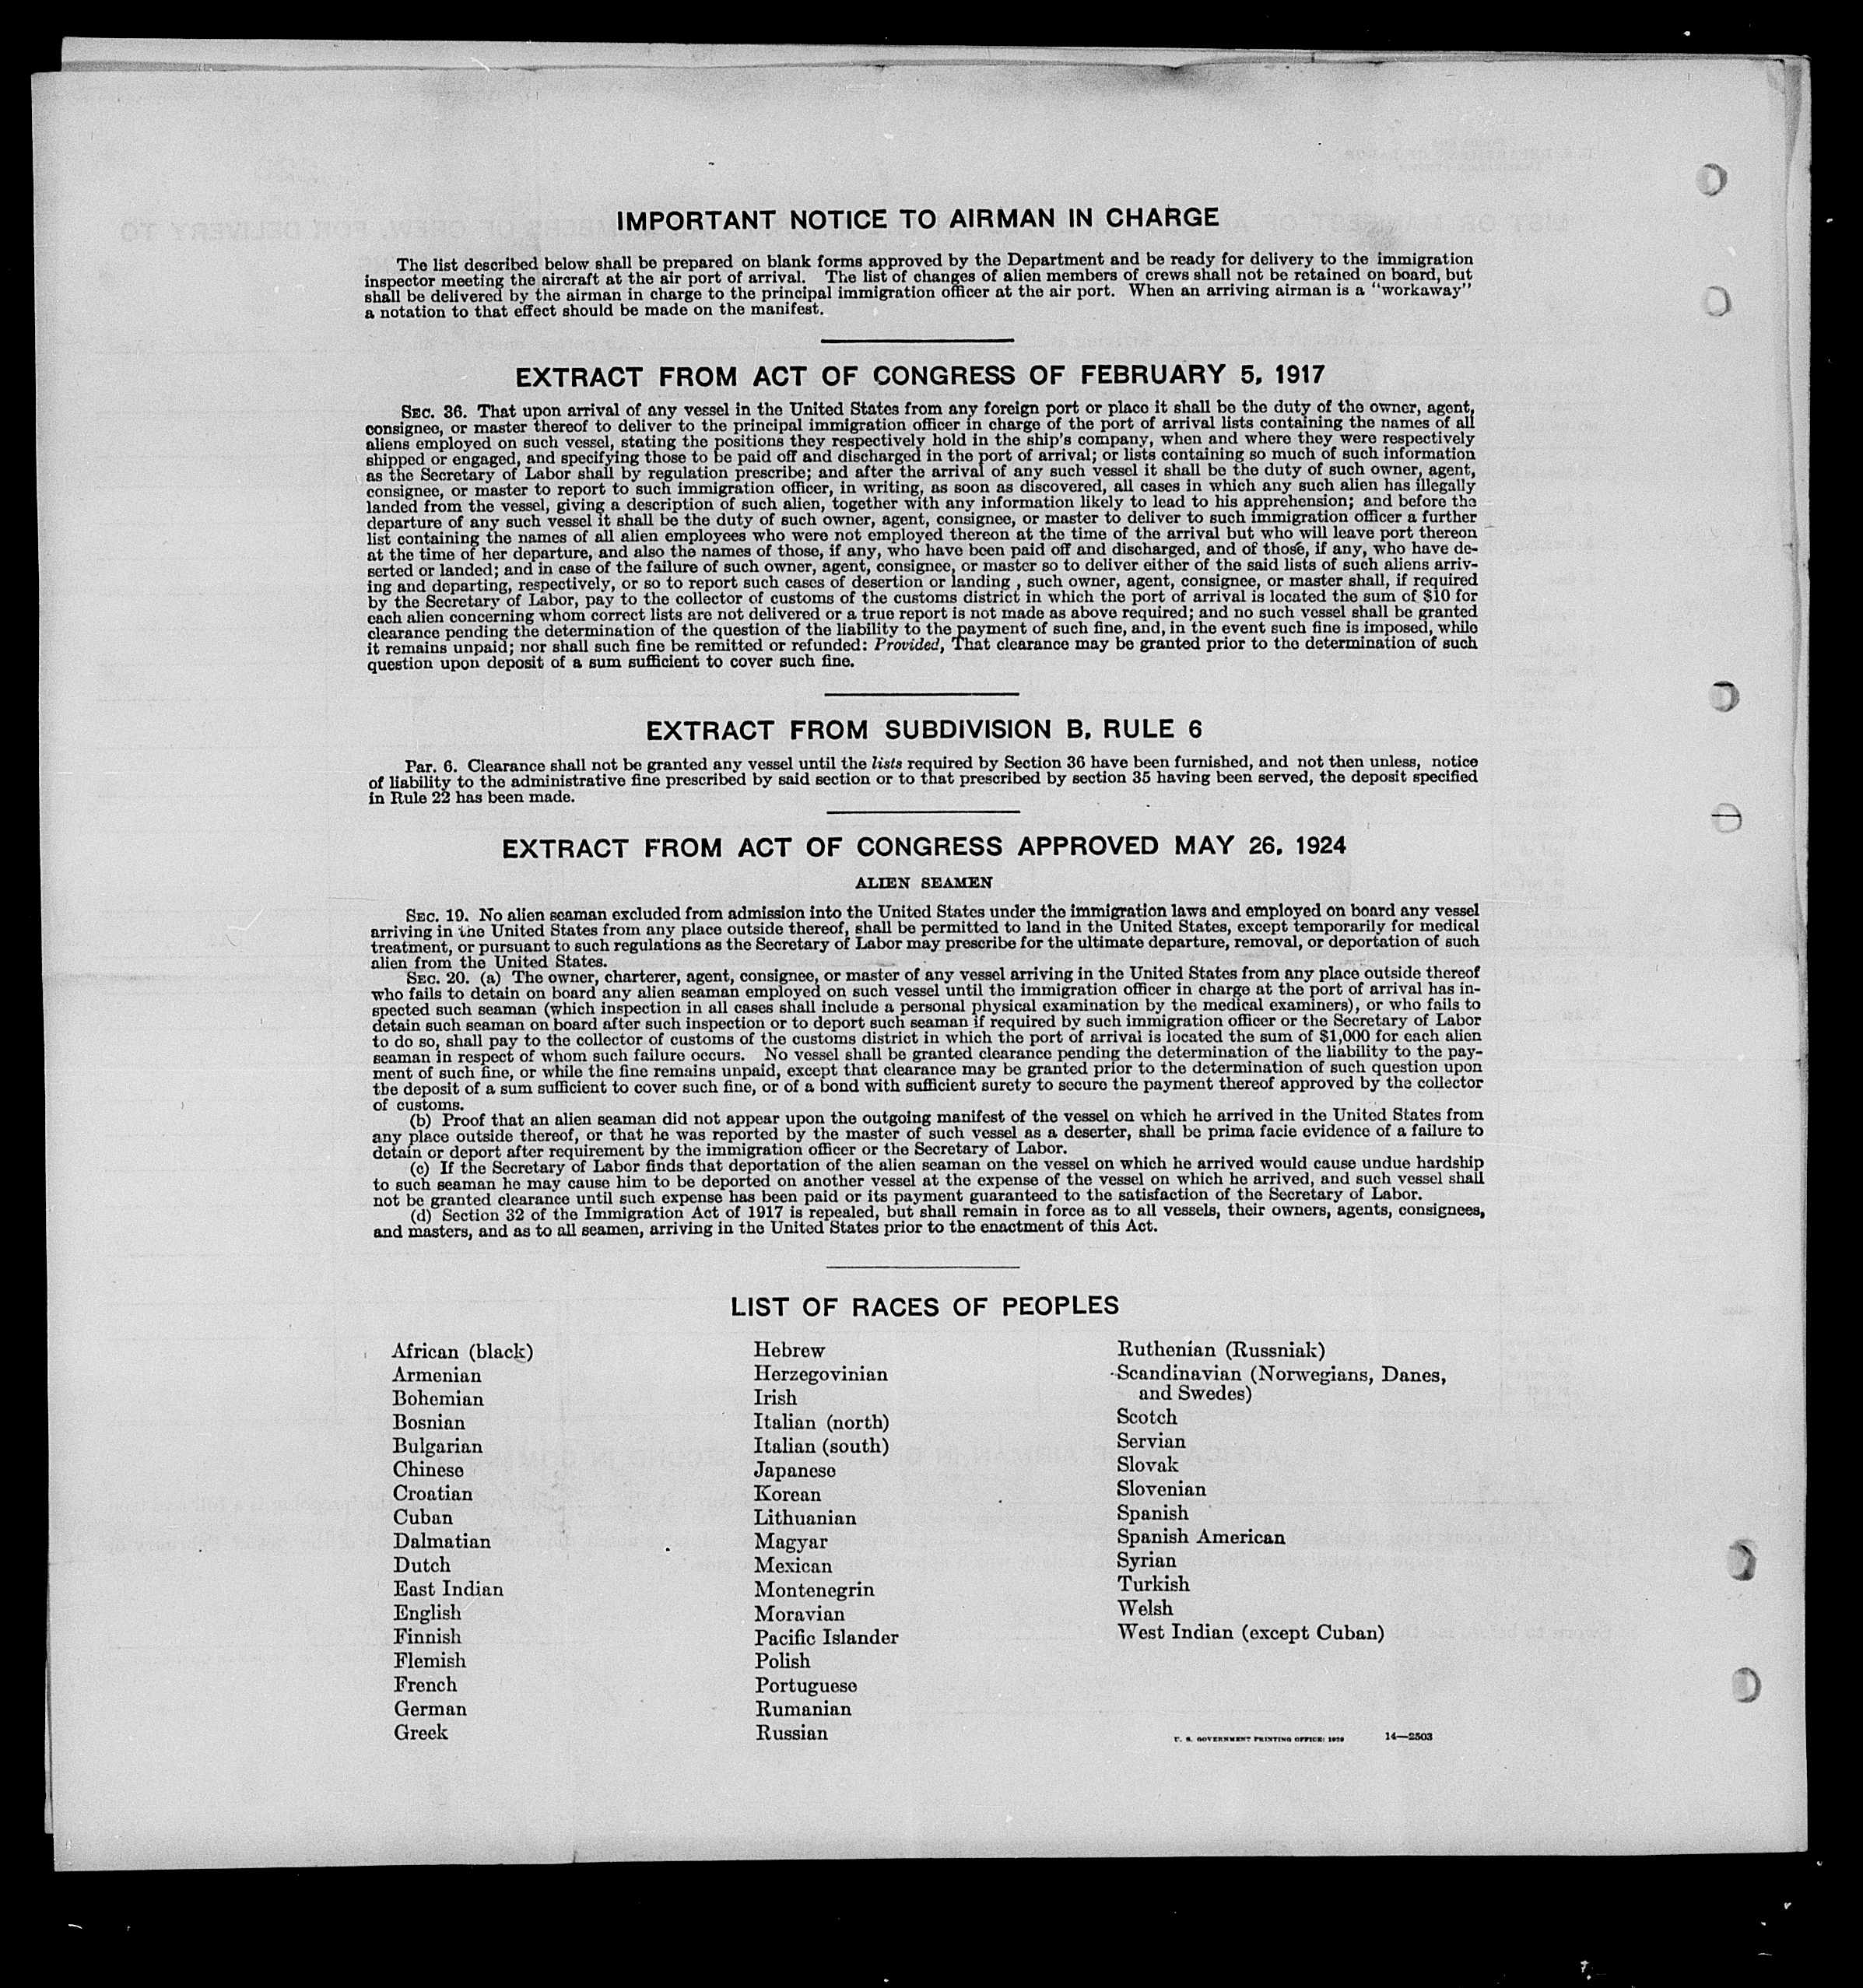 IMPORTANT NOTICE TO AIRMAN IN CHARGE
The list described below shall be prepared on blank forms approved by the Department and be ready for delivery to the immigration
inspector meeting the aircraft at the air port of arrival. The list of changes of alien members of crews shall not be retained on board, but
shall be delivered by the airman in charge to the principal immigration officer at the air port. When an arriving airman is a "workaway"
a notation to that effect should be made on the manifest.
EXTRACT FROM ACT OF CONGRESS OF FEBRUARY 5, 1917
SEC. 36. That upon arrival of any vessel in the United States from any foreign port or place it shall be the duty of the owner, agent,
consignee, or master thereof to deliver to the principal immigration officer in charge of the port of arrival lists containing the names of all
aliens employed on such vessel, stating the positions they respectively hold in the ship's company, when and where they were respectively
shipped or engaged, and specifying those to be paid off and discharged in the port of arrival; or lists containing so much of such information
as the Secretary of Labor shall by regulation prescribe; and after the arrival of any such vessel it shall be the duty of such owner, agent,
consignee, or master to report to such immigration officer, in writing, as soon as discovered, all cases in which any such alien has illegally
landed from the vessel, giving a description of such alien, together with any information likely to lead to his apprehension; and before the
departure of any such vessel it shall be the duty of such owner, agent, consignee, or master to deliver to such immigration officer a further
list containing the names of all alien employees who were not employed thereon at the time of the arrival but who will leave port thereon
at the time of her departure, and also the names of those, if any, who have been paid off and discharged, and of those, if any, who have de-
serted or landed; and in case of the failure of such owner, agent, consignee, or master so to deliver either of the said lists of such aliens arriv-
ing and departing, respectively, or so to report such cases of desertion or landing , such owner, agent, consignee, or master shall, if required
by the Secretary of Labor, pay to the collector of customs of the customs district in which the port of arrival is located the sum of $10 for
each alien concerning whom correct lists are not delivered or a true report is not made as above required; and no such vessel shall be granted
clearance pending the determination of the question of the liability to the payment of such fine, and, in the event such fine is imposed, while
it remains unpaid; nor shall such fine be remitted or refunded: Provided, That clearance may be granted prior to the determination of such
question upon deposit of a sum sufficient to cover such fine.
EXTRACT FROM SUBDIVISION B, RULE 6
Par. 6. Clearance shall not be granted any vessel until the lists required by Section 36 have been furnished, and not then unless, notice
of liability to the administrative fine prescribed by said section or to that prescribed by section 35 having been served, the deposit specified
in Rule 22 has been made.
EXTRACT FROM ACT OF CONGRESS APPROVED MAY 26, 1924
ALIEN SEAMEN
SEC. 19. No alien seaman excluded from admission into the United States under the immigration laws and employed on board any vessel
arriving in the United States from any place outside thereof, shall be permitted to land in the United States, except temporarily for medical
treatment, or pursuant to such regulations as the Secretary of Labor may prescribe for the ultimate departure, removal, or deportation of such
alien from the United States.
SEC. 20. (a) The owner, charterer, agent, consignee, or master of any vessel arriving in the United States from any place outside thereof
who fails to detain on board any alien seaman employed on such vessel until the immigration officer in charge at the port of arrival has in-
spected such seaman (which inspection in all cases shall include a personal physical examination by the medical examiners), or who fails to
detain such seaman on board after such inspection or to deport such seaman if required by such immigration officer or the Secretary of Labor
to do so, shall pay to the collector of customs of the customs district in which the port of arrival is located the sum of $1,000 for each alien
seaman in respect of whom such failure occurs. No vessel shall be granted clearance pending the determination of the liability to the pay-
ment of such fine, or while the fine remains unpaid, except that clearance may be granted prior to the determination of such question upon
the deposit of a sum sufficient to cover such fine, or of a bond with sufficient surety to secure the payment thereof approved by the collector
of customs.
(b) Proof that an alien seaman did not appear upon the outgoing manifest of the vessel on which he arrived in the United States from
any place outside thereof, or that he was reported by the master of such vessel as a deserter, shall be prima facie evidence of a failure to
detain or deport after requirement by the immigration officer or the Secretary of Labor.
(c) If the Secretary of Labor finds that deportation of the alien seaman on the vessel on which he arrived would cause undue hardship
to such seaman he may cause him to be deported on another vessel at the expense of the vessel on which he arrived, and such vessel shall
not be granted clearance until such expense has been paid or its payment guaranteed to the satisfaction of the Secretary of Labor.
(d) Section 32 of the Immigration Act of 1917 is repealed, but shall remain in force as to all vessels, their owners, agents, consignees,
and masters, and as to all seamen, arriving in the United States prior to the enactment of this Act.
LIST OF RACES OF PEOPLES
African (black)
Armenian
Bohemian
Bosnian
Bulgarian
Chinese
Croatian
Cuban
Dalmatian
Dutch
East Indian
English
Finnish
Flemish
French
German
Greek
Hebrew
Herzegovinian
Irish
Italian (north)
Italian (south)
Japanese
Korean
Lithuanian
Magyar
Mexican
Montenegrin
Moravian
Pacific Islander
Polish
Portuguese
Rumanian
Russian
Ruthenian (Russniak)
Scandinavian (Norwegians, Danes,
and Swedes)
Scotch
Servian
Slovak
Slovenian
Spanish
Spanish American
Syrian
Turkish
Welsh
West Indian (except Cuban)
U. S. GOVERNMENT PRINTING OFFICE: 1929 14—2503